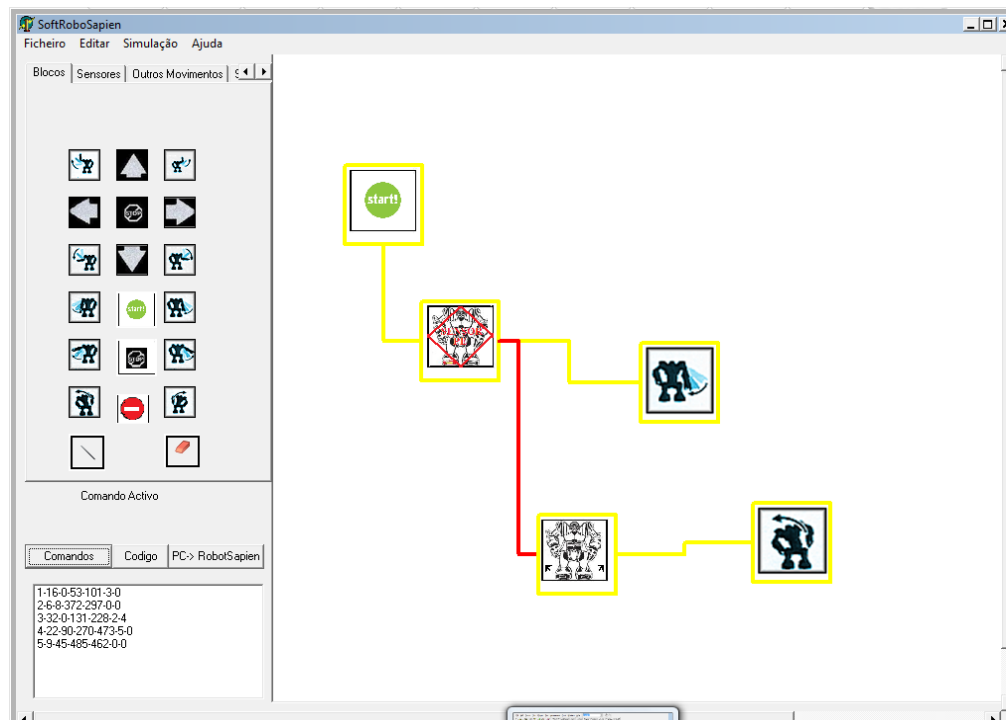 SoftRoboSapien
Ficheiro Editar Simulação Ajuda
Blocos Sensores Outros Movimentos S
STOP
start!
STOP
start!
Comando Activo
Comandos Codigo PC-> RobotSapien
1-16-0-53-101-3-0
2-6-8-372-297-0-0
3-32-0-131-228-2-4
4-22-90-270-473-5-0
5-9-45-485-462-0-0